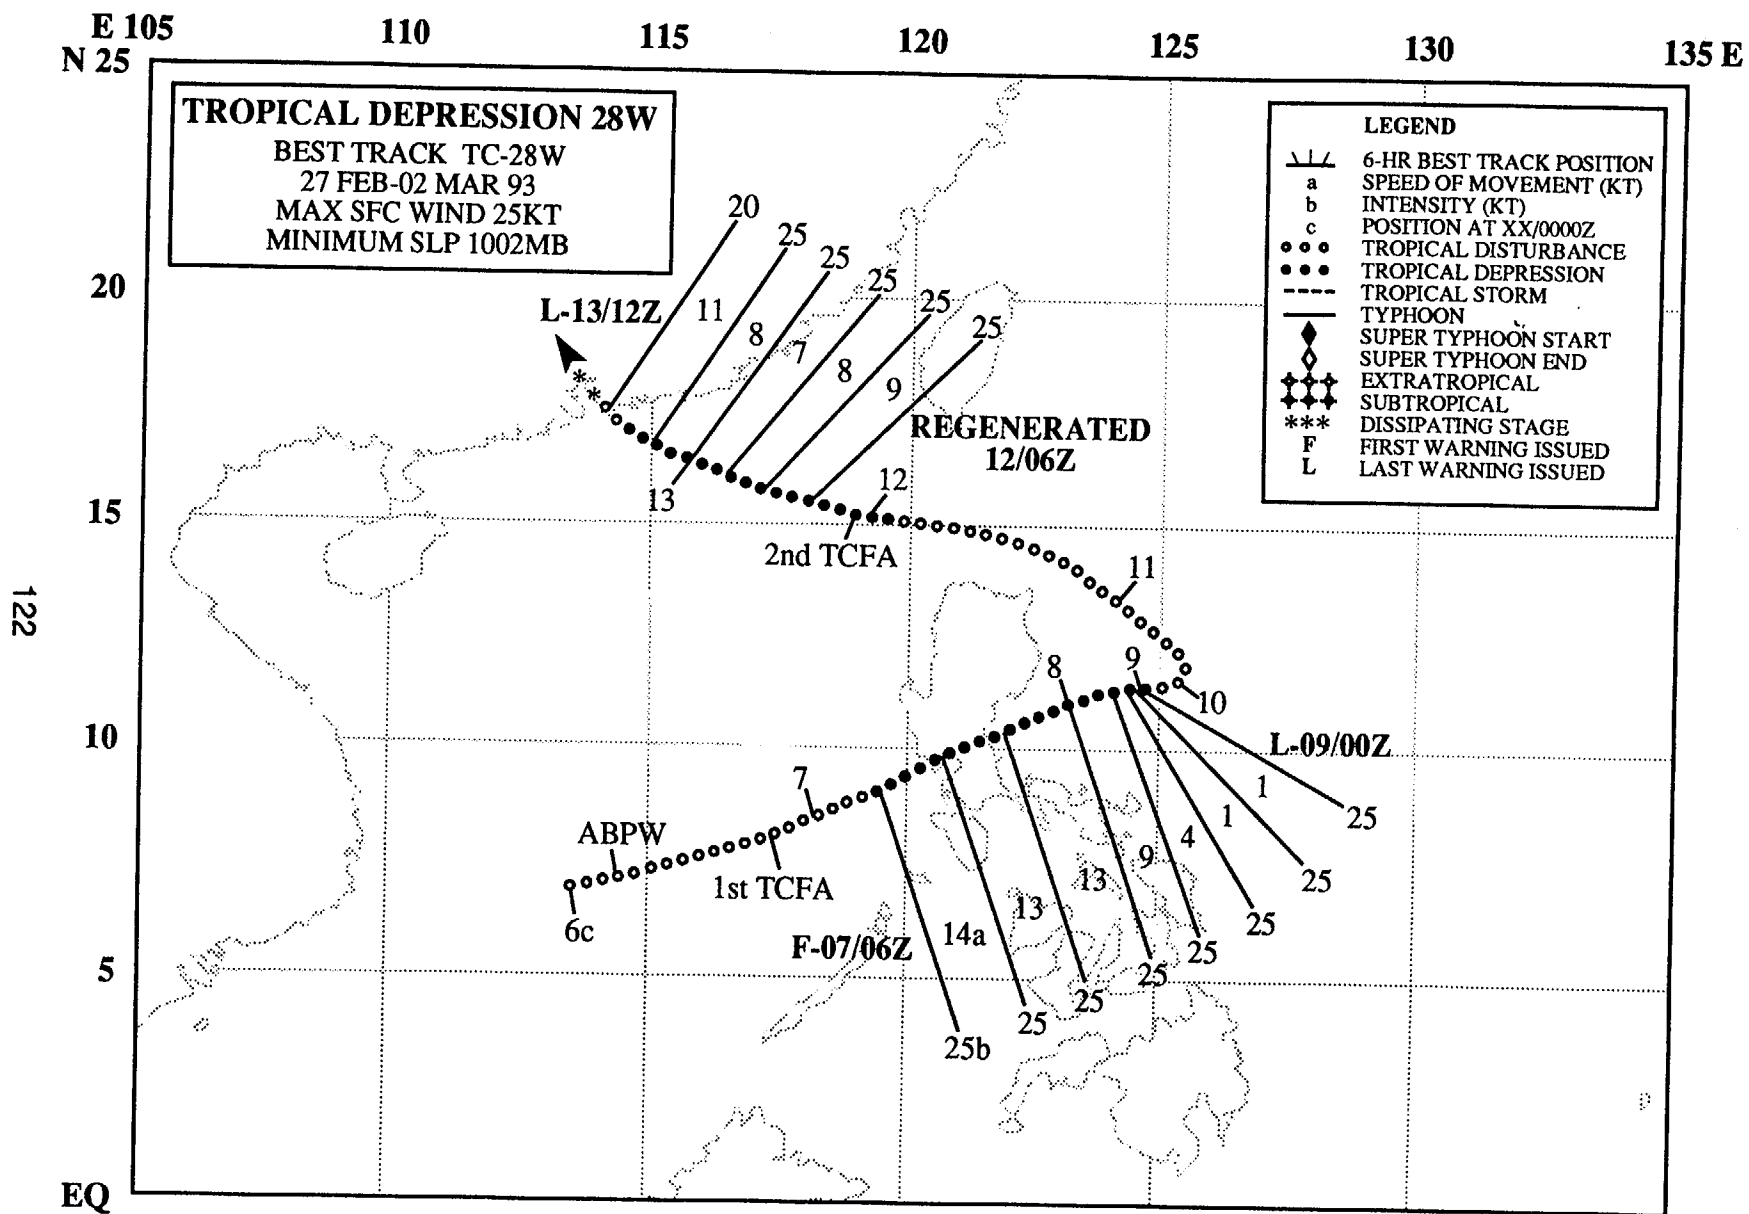 E 105 110 115 120 125 130 135 E
N 25
TROPICAL DEPRESSION 28W
BEST TRACK TC-28W
27 FEB-02 MAR 93
MAX SFC WIND 25KT
MINIMUM SLP 1002MB
LEGEND
6-HR BEST TRACK POSITION
a SPEED OF MOVEMENT (KT)
b INTENSITY (KT)
c POSITION AT XX/0000Z
TROPICAL DISTURBANCE
TROPICAL DEPRESSION
TROPICAL STORM
TYPHOON
SUPER TYPHOON START
SUPER TYPHOON END
EXTRATROPICAL
SUBTROPICAL
*** DISSIPATING STAGE
F FIRST WARNING ISSUED
L LAST WARNING ISSUED
20
25
25
25
25
25
20
L-13/12Z
11
8
7
8
9
REGENERATED
12/06Z
13
12
15
2nd TCFA
11
122
8
9
10
10
L-09/00Z
7
1
25
ABPW
1
4
9
25
1st TCFA
13
6c
13
25
F-07/06Z
14a
25
25
5
25
25
25b
EQ